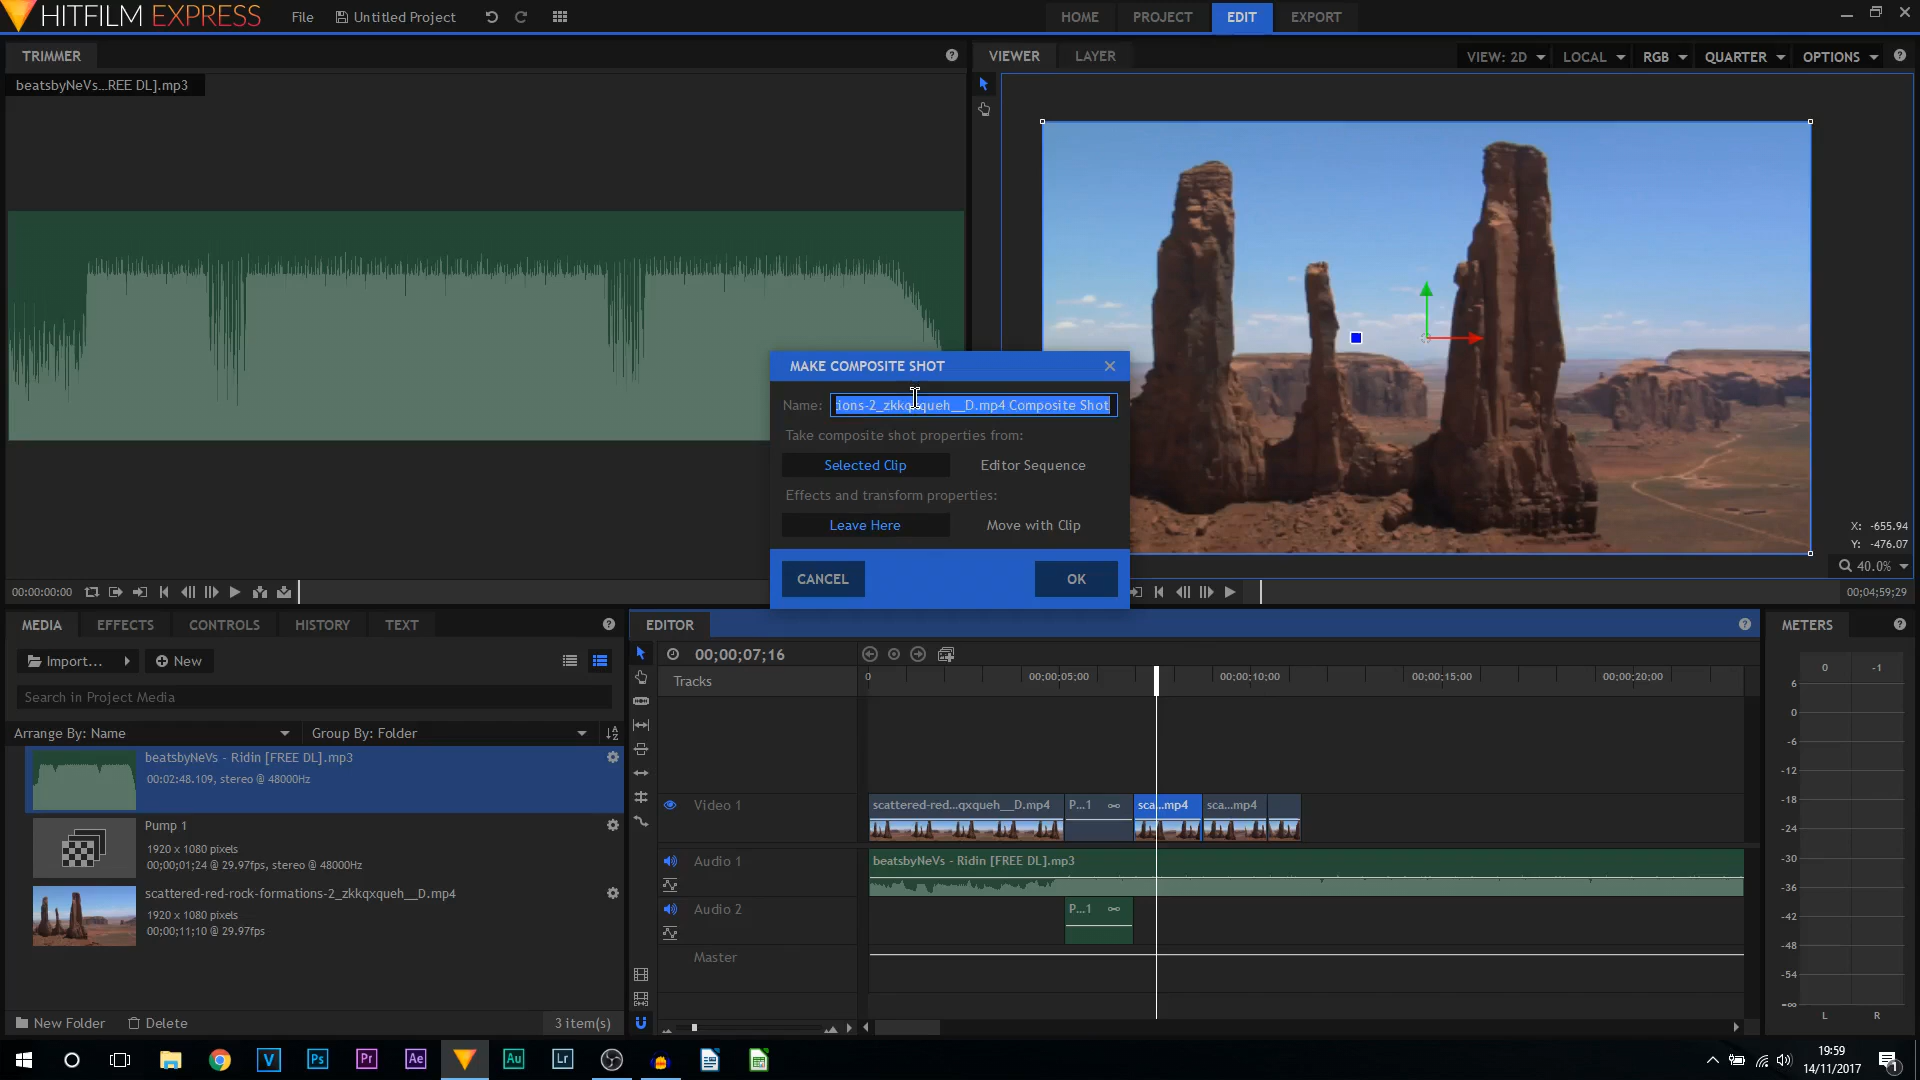 HITFILM EXPRESS
File
Untitled Project
HOME
PROJECT
EDIT
EXPORT
TRIMMER
beatsbyNeVs...REE DL].mp3
VIEWER
LAYER
VIEW: 2D
LOCAL
RGB
QUARTER
OPTIONS
MAKE COMPOSITE SHOT
Name: ions-2_zkkqxqueh__D.mp4 Composite Shot
Take composite shot properties from:
Selected Clip
Editor Sequence
Effects and transform properties:
Leave Here
Move with Clip
CANCEL
OK
X: -655.94
Y: -476.07
40.0%
00:00:00:00
00;04;59;29
MEDIA
EFFECTS
CONTROLS
HISTORY
TEXT
Import...
New
Search in Project Media
Arrange By: Name
Group By: Folder
beatsbyNeVs - Ridin [FREE DL].mp3
00:02:48.109, stereo @ 48000Hz
Pump 1
1920 x 1080 pixels
00;00;01;24 @ 29.97fps, stereo @ 48000Hz
scattered-red-rock-formations-2_zkkqxqueh__D.mp4
1920 x 1080 pixels
00;00;11;10 @ 29.97fps
New Folder
Delete
3 item(s)
EDITOR
00;00;07;16
Tracks
0
00;00;05;00
00;00;10;00
00;00;15;00
00;00;20;00
Video 1
scattered-red...qxqueh__D.mp4
P...1
sca...mp4
sca...mp4
Audio 1
beatsbyNeVs - Ridin [FREE DL].mp3
Audio 2
P...1
Master
METERS
0
-1
6
0
-6
-12
-18
-24
-30
-36
-42
-48
-54
-∞
L
R
V
Ps
Pr
Ae
Au
Lr
19:59
14/11/2017
1